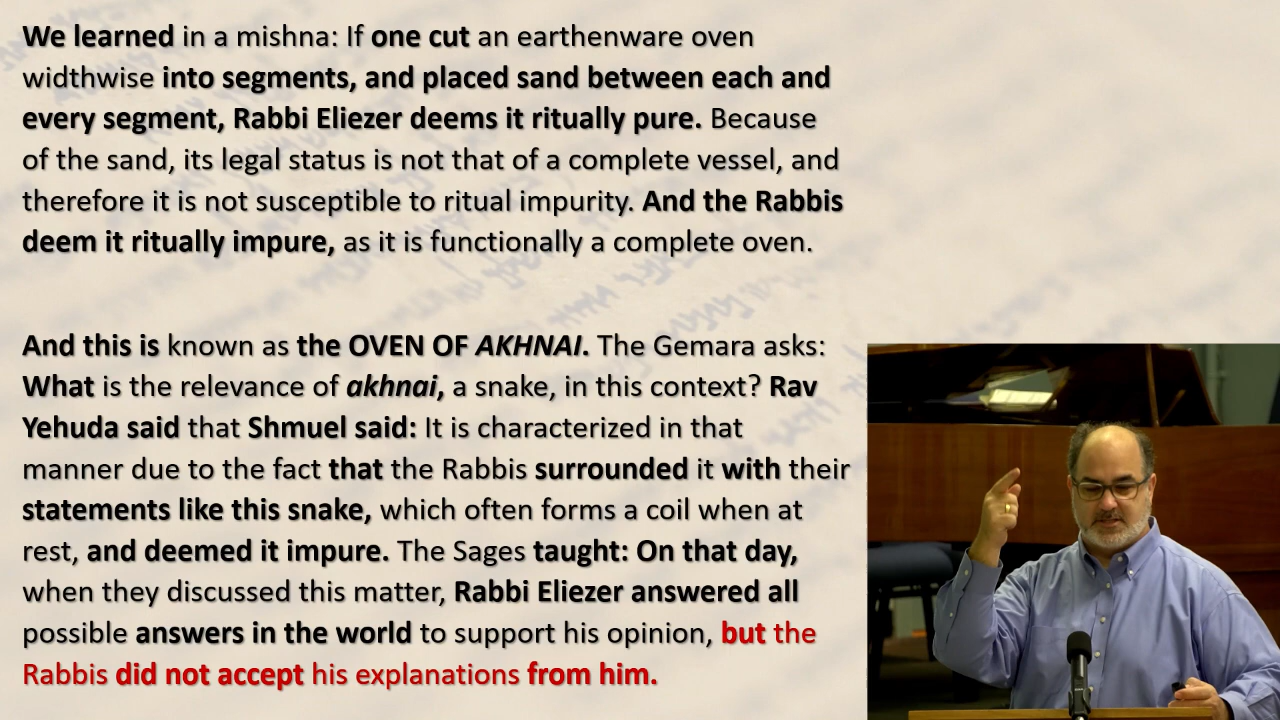 We learned in a mishna: If one cut an earthenware oven
widthwise into segments, and placed sand between each and
every segment, Rabbi Eliezer deems it ritually pure. Because
of the sand, its legal status is not that of a complete vessel, and
therefore it is not susceptible to ritual impurity. And the Rabbis
deem it ritually impure, as it is functionally a complete oven.
And this is known as the OVEN OF AKHNAI. The Gemara asks:
What is the relevance of akhnai, a snake, in this context? Rav
Yehuda said that Shmuel said: It is characterized in that
manner due to the fact that the Rabbis surrounded it with their
statements like this snake, which often forms a coil when at
rest, and deemed it impure. The Sages taught: On that day,
when they discussed this matter, Rabbi Eliezer answered all
possible answers in the world to support his opinion, but the
Rabbis did not accept his explanations from him.